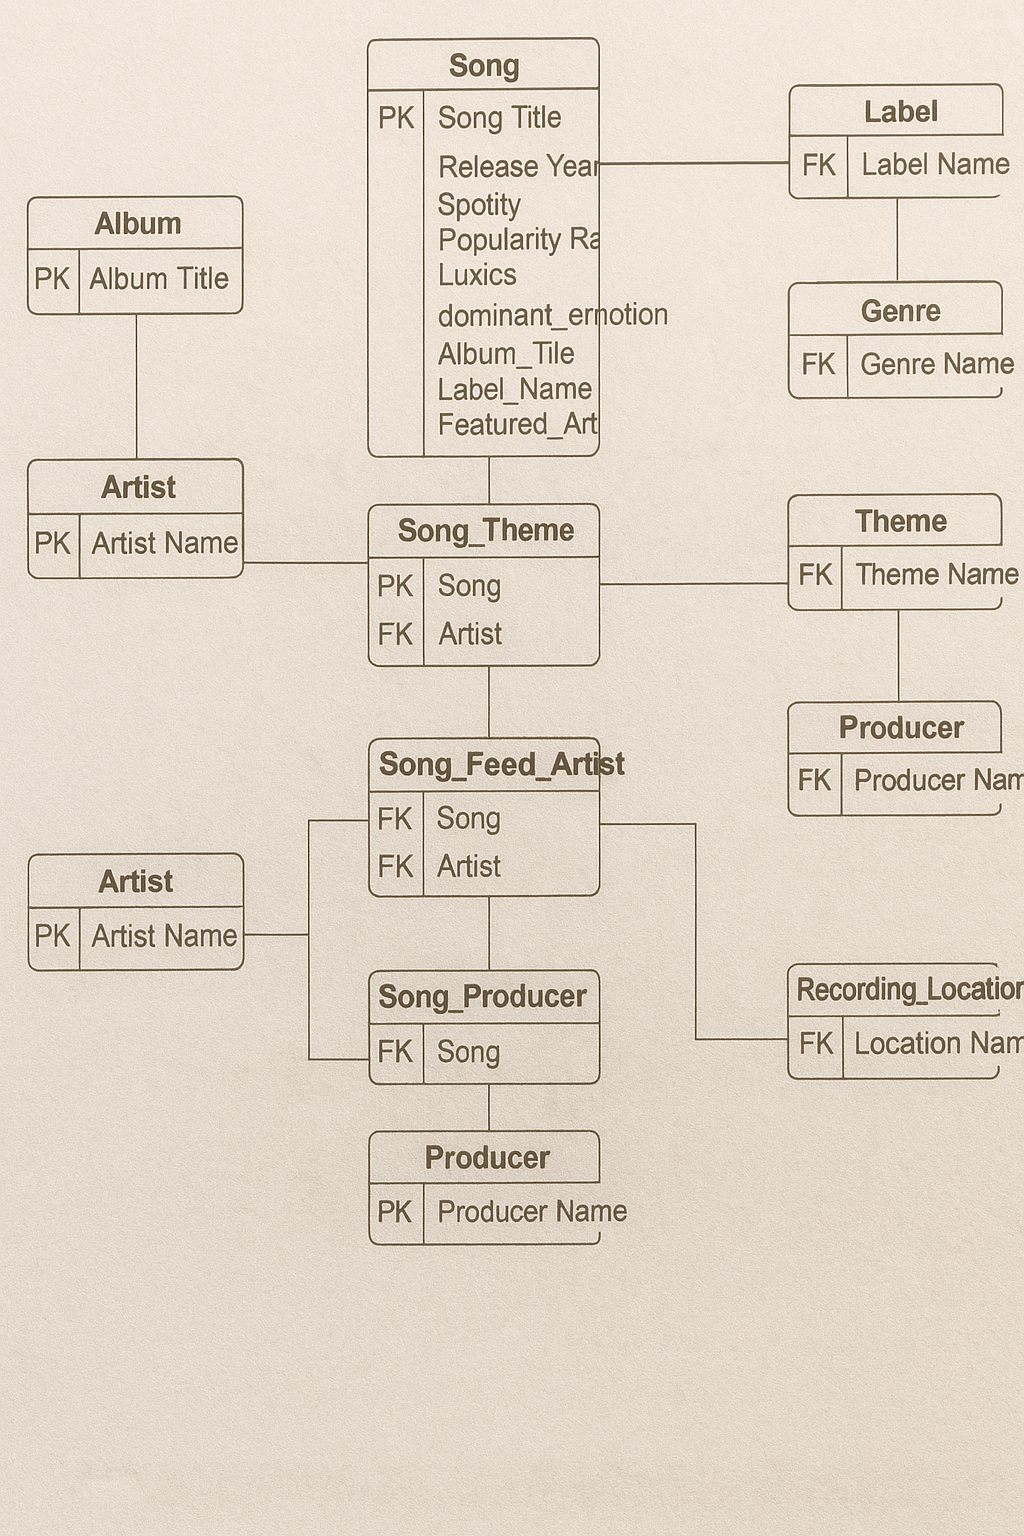 Song
PK Song Title
Release Year
Spotity
Popularity Ra
Luxics
dominant_ernotion
Album_Tile
Label_Name
Featured_Art
Label
FK Label Name
Album
PK Album Title
Genre
FK Genre Name
Artist
PK Artist Name
Song_Theme
PK Song
FK Artist
Theme
FK Theme Name
Producer
FK Producer Nam
Song_Feed_Artist
FK Song
FK Artist
Artist
PK Artist Name
Song_Producer
FK Song
Recording_Location
FK Location Nam
Producer
PK Producer Name